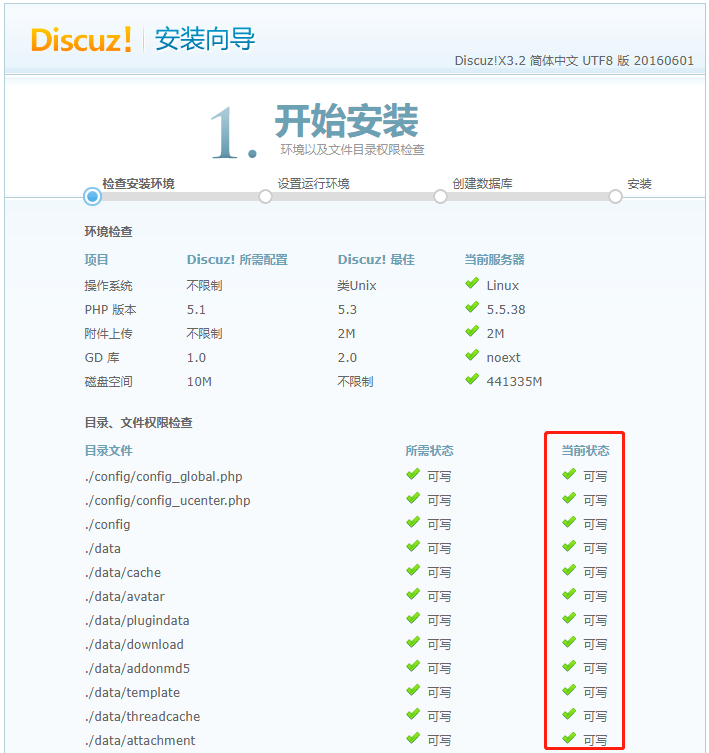 Discuz! 安装向导
Discuz!X3.2 简体中文 UTF8 版 20160601
1. 开始安装
环境以及文件目录权限检查
检查安装环境 设置运行环境 创建数据库 安装
环境检查
项目 Discuz! 所需配置 Discuz! 最佳 当前服务器
操作系统 不限制 类Unix Linux
PHP 版本 5.1 5.3 5.5.38
附件上传 不限制 2M 2M
GD 库 1.0 2.0 noext
磁盘空间 10M 不限制 441335M
目录、文件权限检查
目录文件 所需状态 当前状态
./config/config_global.php 可写 可写
./config/config_ucenter.php 可写 可写
./config 可写 可写
./data 可写 可写
./data/cache 可写 可写
./data/avatar 可写 可写
./data/plugindata 可写 可写
./data/download 可写 可写
./data/addonmd5 可写 可写
./data/template 可写 可写
./data/threadcache 可写 可写
./data/attachment 可写 可写